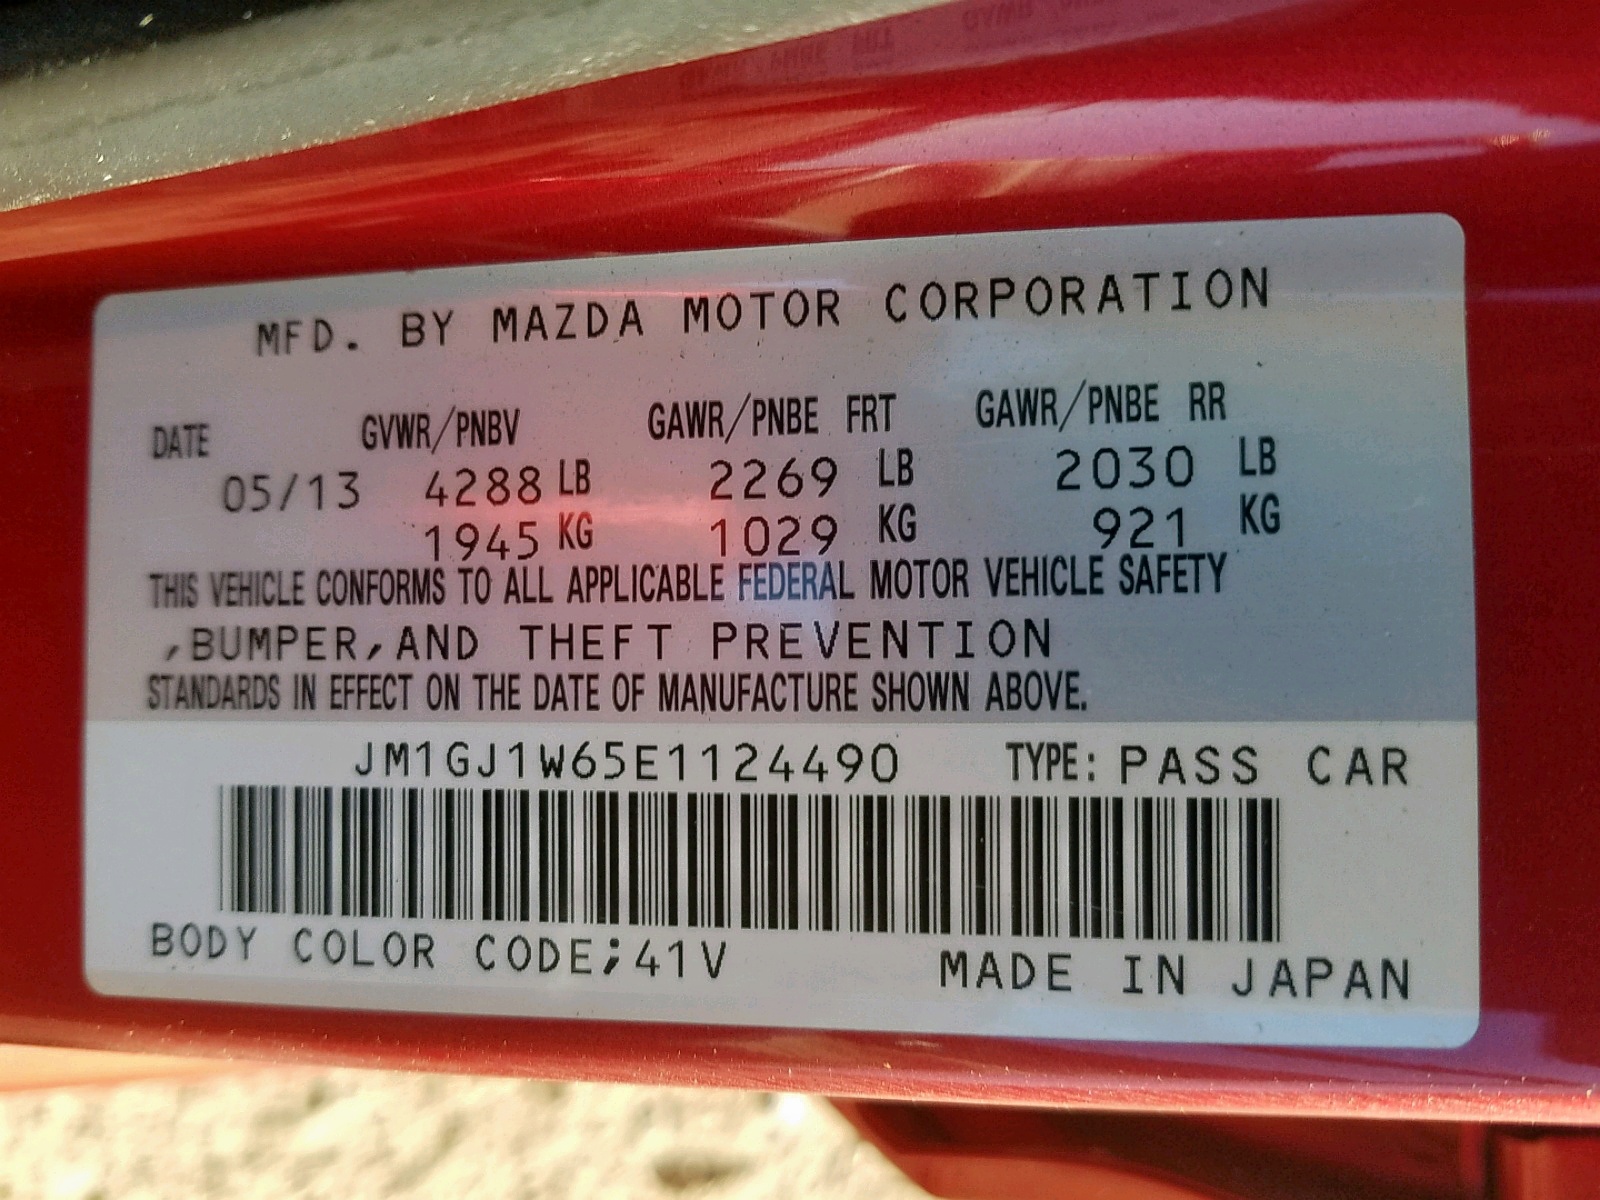 MFD. BY MAZDA MOTOR CORPORATION
DATE GVWR/PNBV GAWR/PNBE FRT GAWR/PNBE RR
05/13 4288 LB 2269 LB 2030 LB
1945 KG 1029 KG 921 KG
THIS VEHICLE CONFORMS TO ALL APPLICABLE FEDERAL MOTOR VEHICLE SAFETY
,BUMPER,AND THEFT PREVENTION
STANDARDS IN EFFECT ON THE DATE OF MANUFACTURE SHOWN ABOVE.
JM1GJ1W65E1124490 TYPE: PASS CAR
BODY COLOR CODE;41V MADE IN JAPAN